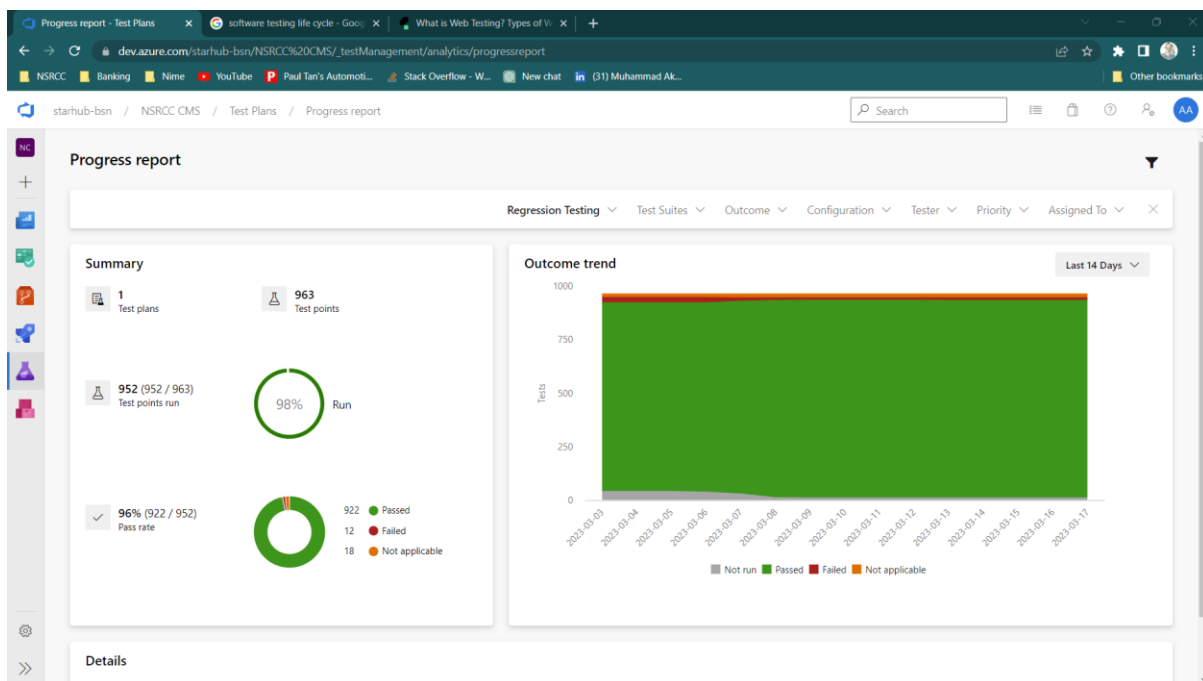 Progress report - Test Plans
software testing life cycle - Goog
What is Web Testing? Types of W
dev.azure.com/starhub-bsn/NSRCC%20CMS/_testManagement/analytics/progressreport
NSRCC Banking Nime YouTube Paul Tan's Automoti... Stack Overflow - W... New chat (31) Muhammad Ak... Other bookmarks
starhub-bsn / NSRCC CMS / Test Plans / Progress report
Search
AA
NC
Progress report
Regression Testing Test Suites Outcome Configuration Tester Priority Assigned To
Summary
1
Test plans
963
Test points
952 (952 / 963)
Test points run
98%
Run
96% (922 / 952)
Pass rate
922 Passed
12 Failed
18 Not applicable
Outcome trend
Last 14 Days
1000
750
500
250
0
Tests
2023-03-03
2023-03-04
2023-03-05
2023-03-06
2023-03-07
2023-03-08
2023-03-09
2023-03-10
2023-03-11
2023-03-12
2023-03-13
2023-03-14
2023-03-15
2023-03-16
2023-03-17
Not run Passed Failed Not applicable
Details